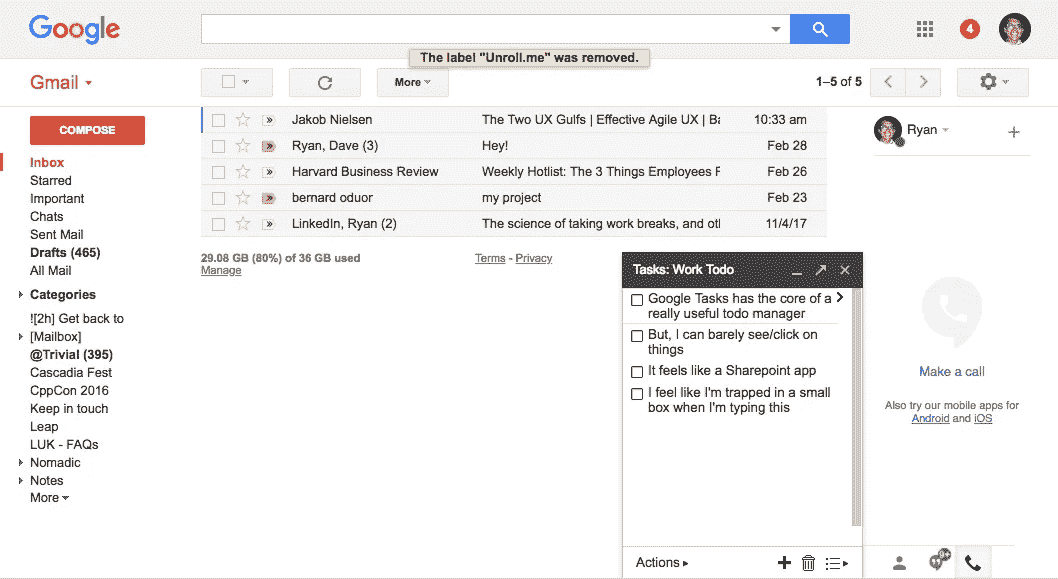 Google
4
The label "Unroll.me" was removed.
Gmail
More
1–5 of 5
COMPOSE
Inbox
Starred
Important
Chats
Sent Mail
Drafts (465)
All Mail
Categories
![2h] Get back to
[Mailbox]
@Trivial (395)
Cascadia Fest
CppCon 2016
Keep in touch
Leap
LUK - FAQs
Nomadic
Notes
More
Jakob Nielsen The Two UX Gulfs | Effective Agile UX | Ba 10:33 am
Ryan, Dave (3) Hey! Feb 28
Harvard Business Review Weekly Hotlist: The 3 Things Employees Feb 26
bernard oduor my project Feb 23
LinkedIn, Ryan (2) The science of taking work breaks, and ot 11/4/17
29.08 GB (80%) of 36 GB used
Manage
Terms - Privacy
Tasks: Work Todo
Google Tasks has the core of a
really useful todo manager
But, I can barely see/click on
things
It feels like a Sharepoint app
I feel like I'm trapped in a small
box when I'm typing this
Actions
Ryan
Make a call
Also try our mobile apps for
Android and iOS